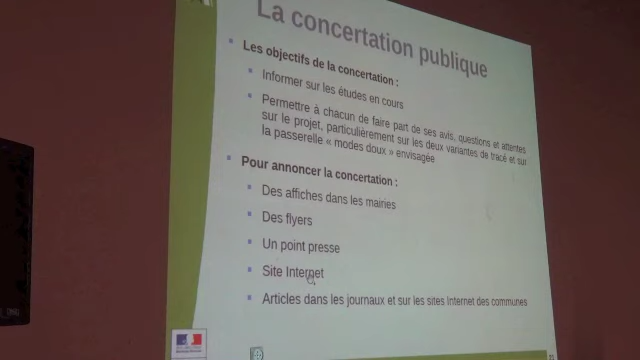 La concertation publique
Les objectifs de la concertation :
Informer sur les études en cours
Permettre à chacun de faire part de ses avis, questions et attentes
sur le projet, particulièrement sur les deux variantes de tracé et sur
la passerelle « modes doux » envisagée
Pour annoncer la concertation :
Des affiches dans les mairies
Des flyers
Un point presse
Site Internet
Articles dans les journaux et sur les sites Internet des communes